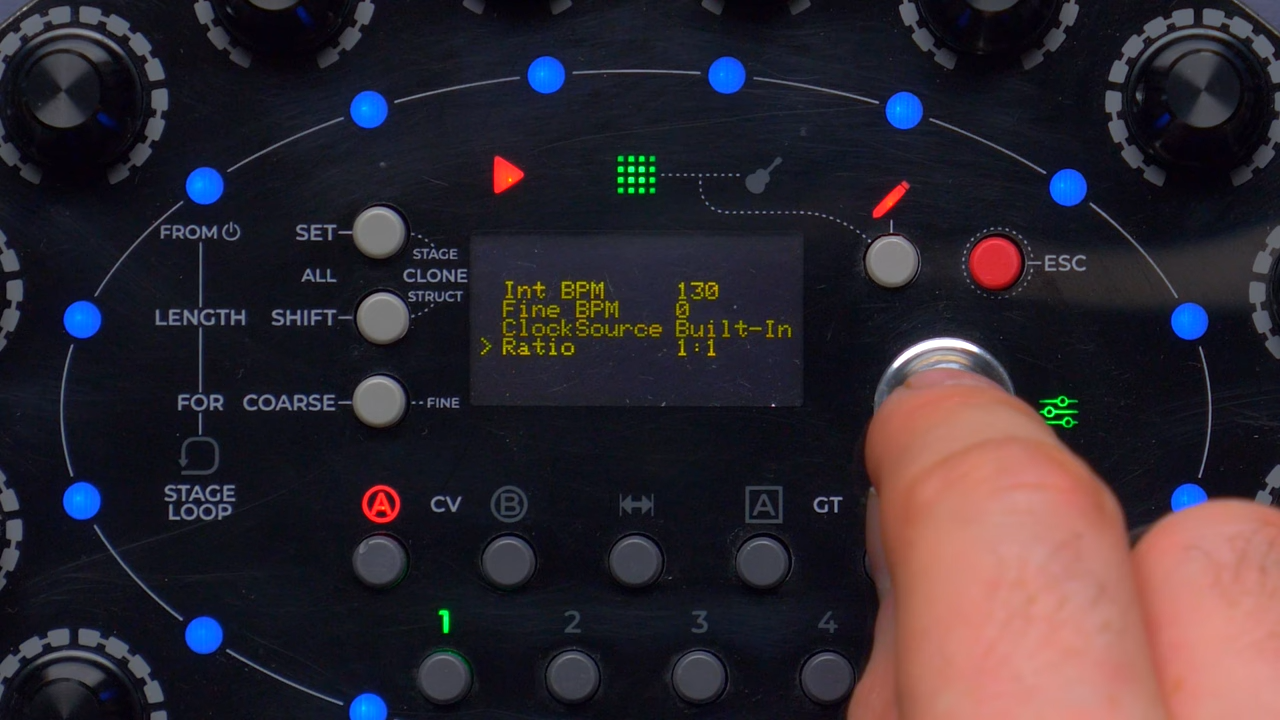 FROM
SET
STAGE
ALL
CLONE
STRUCT
LENGTH
SHIFT
FOR
COARSE
FINE
STAGE
LOOP
ESC
Int BPM 130
Fine BPM 0
ClockSource Built-In
> Ratio 1:1
A CV B A GT
1 2 3 4